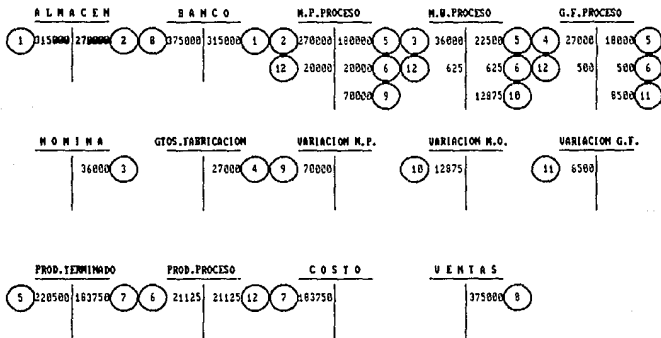 ALMACEN BANCO M.P.PROCESO M.O.PROCESO G.F.PROCESO
1 315000 270000 2 8 375000 315000 1 2 270000 180000 5 3 36000 22500 5 4 27000 18000 5
12 20000 20000 6 12 625 625 6 12 500 500 6
70000 9 12875 10 8500 11
NOMINA GTOS.FABRICACION VARIACION M.P. VARIACION M.O. VARIACION G.F.
36000 3 27000 4 9 70000 10 12875 11 8500
PROD.TERMINADO PROD.PROCESO COSTO VENTAS
5 220500 183750 7 6 21125 21125 12 7 183750 375000 8